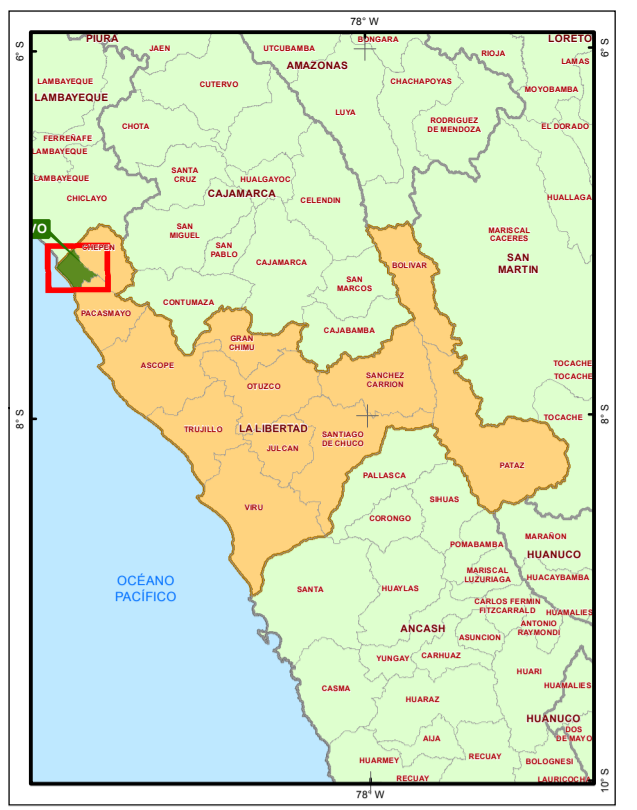 78° W
6° S
6° S
PIURA
JAEN
UTCUBAMBA
BONGARA
LORETO
RIOJA
LAMAS
AMAZONAS
LAMBAYEQUE
CUTERVO
CHACHAPOYAS
MOYOBAMBA
LAMBAYEQUE
LUYA
CHOTA
RODRIGUEZ
DE MENDOZA
EL DORADO
FERREÑAFE
LAMBAYEQUE
SANTA
CRUZ
HUALGAYOC
LAMBAYEQUE
CAJAMARCA
CELENDIN
HUALLAGA
CHICLAYO
SAN
MIGUEL
MARISCAL
CACERES
VO
CHEPEN
SAN
PABLO
CAJAMARCA
SAN
MARTIN
BOLIVAR
SAN
MARCOS
CONTUMAZA
PACASMAYO
CAJABAMBA
GRAN
CHIMU
ASCOPE
TOCACHE
TOCACHE
OTUZCO
SANCHEZ
CARRION
8° S
8° S
TOCACHE
TRUJILLO
LA LIBERTAD
SANTIAGO
DE CHUCO
JULCAN
PATAZ
PALLASCA
SIHUAS
VIRU
CORONGO
MARAÑON
POMABAMBA
HUANUCO
MARISCAL
LUZURIAGA
HUACAYBAMBA
OCÉANO
PACÍFICO
SANTA
HUAYLAS
CARLOS FERMIN
FITZCARRALD
HUAMALIES
ANCASH
ANTONIO
RAYMONDI
ASUNCION
YUNGAY
CARHUAZ
HUARI
CASMA
HUAMALIES
HUARAZ
HUANUCO
DOS
DE MAYO
AIJA
HUARMEY
RECUAY
BOLOGNESI
RECUAY
LAURICOCHA
10° S
78° W